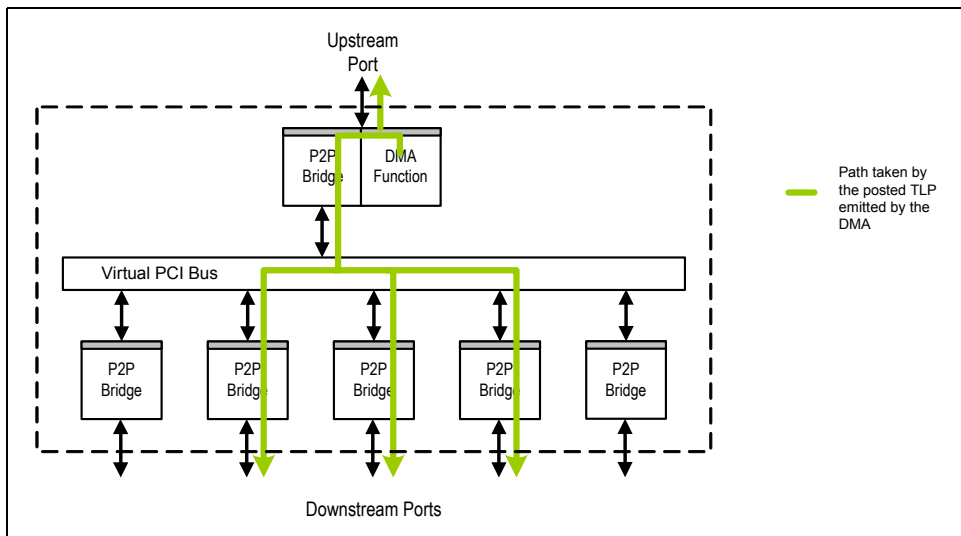 Upstream
Port
P2P
Bridge
DMA
Function
Path taken by
the posted TLP
emitted by the
DMA
Virtual PCI Bus
P2P
Bridge
P2P
Bridge
P2P
Bridge
P2P
Bridge
P2P
Bridge
Downstream Ports